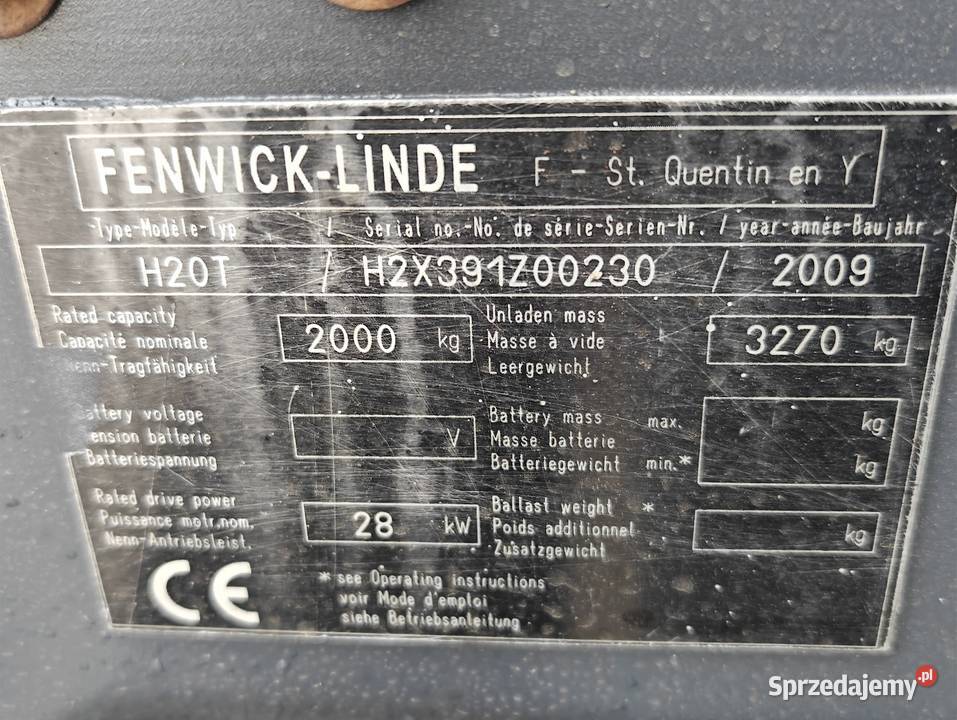 FENWICK-LINDE F - St. Quentin en Y
Type-Modèle-Typ / Serial no.-No. de série-Serien-Nr. / year-année-Baujahr
H20T / H2X391Z00230 / 2009
Rated capacity
Capacité nominale
Nenn-Tragfähigkeit
2000 kg
Unladen mass
Masse à vide
Leergewicht
3270 kg
Battery voltage
ension batterie
Batteriespannung
V
Battery mass max. kg
Masse batterie
Batteriegewicht min.* kg
Rated drive power
Puissance motr.nom.
Nenn-Antriebsleist.
28 kW
Ballast weight *
Poids additionnel
Zusatzgewicht
kg
CE
* see Operating instructions
voir Mode d'emploi
siehe Betriebsanleitung
Sprzedajemy.pl